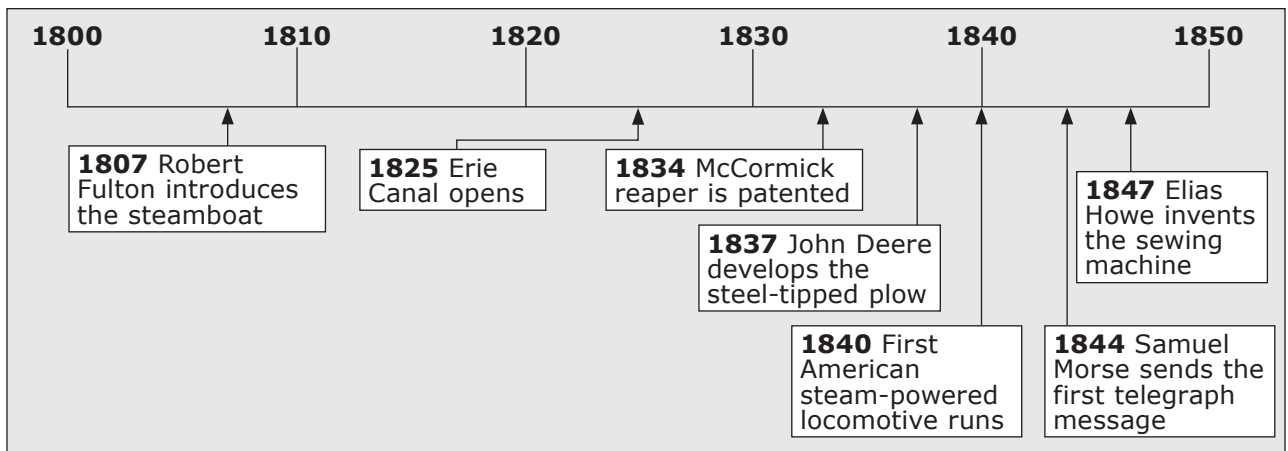 1800 1810 1820 1830 1840 1850
1807 Robert
Fulton introduces
the steamboat
1825 Erie
Canal opens
1834 McCormick
reaper is patented
1837 John Deere
develops the
steel-tipped plow
1840 First
American
steam-powered
locomotive runs
1844 Samuel
Morse sends the
first telegraph
message
1847 Elias
Howe invents
the sewing
machine